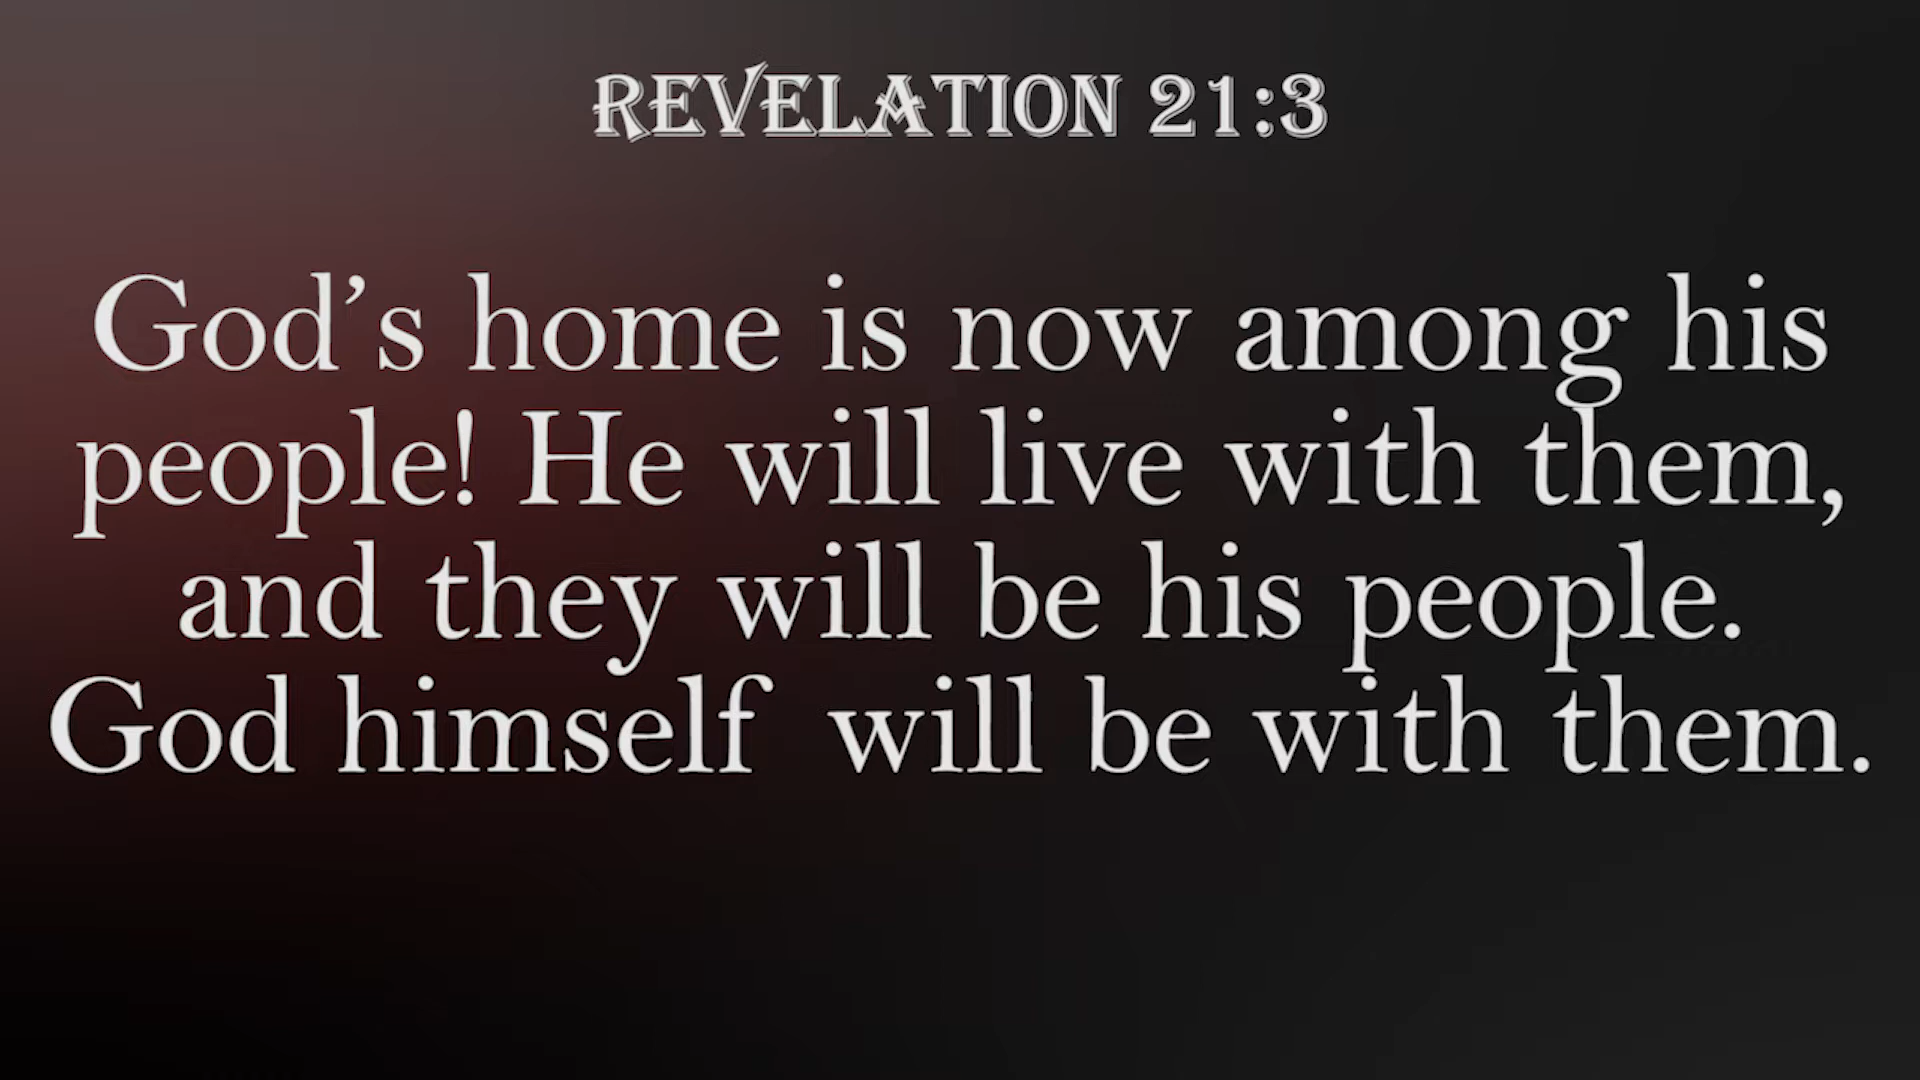 REVELATION 21:3
God’s home is now among his
people! He will live with them,
and they will be his people.
God himself  will be with them.